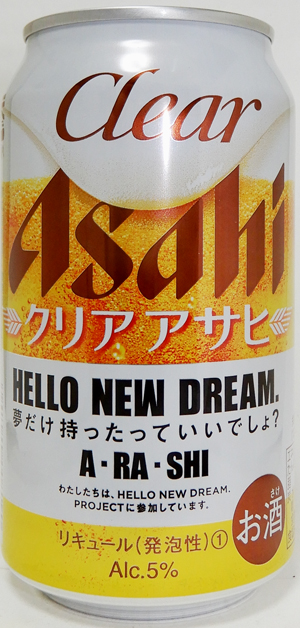 Clear
Asahi
クリア アサヒ
HELLO NEW DREAM.
夢だけ持ったっていいでしょ?
A・RA・SHI
わたしたちは、HELLO NEW DREAM.
PROJECTに参加しています。
さけ
お酒
リキュール(発泡性)①
Alc.5%